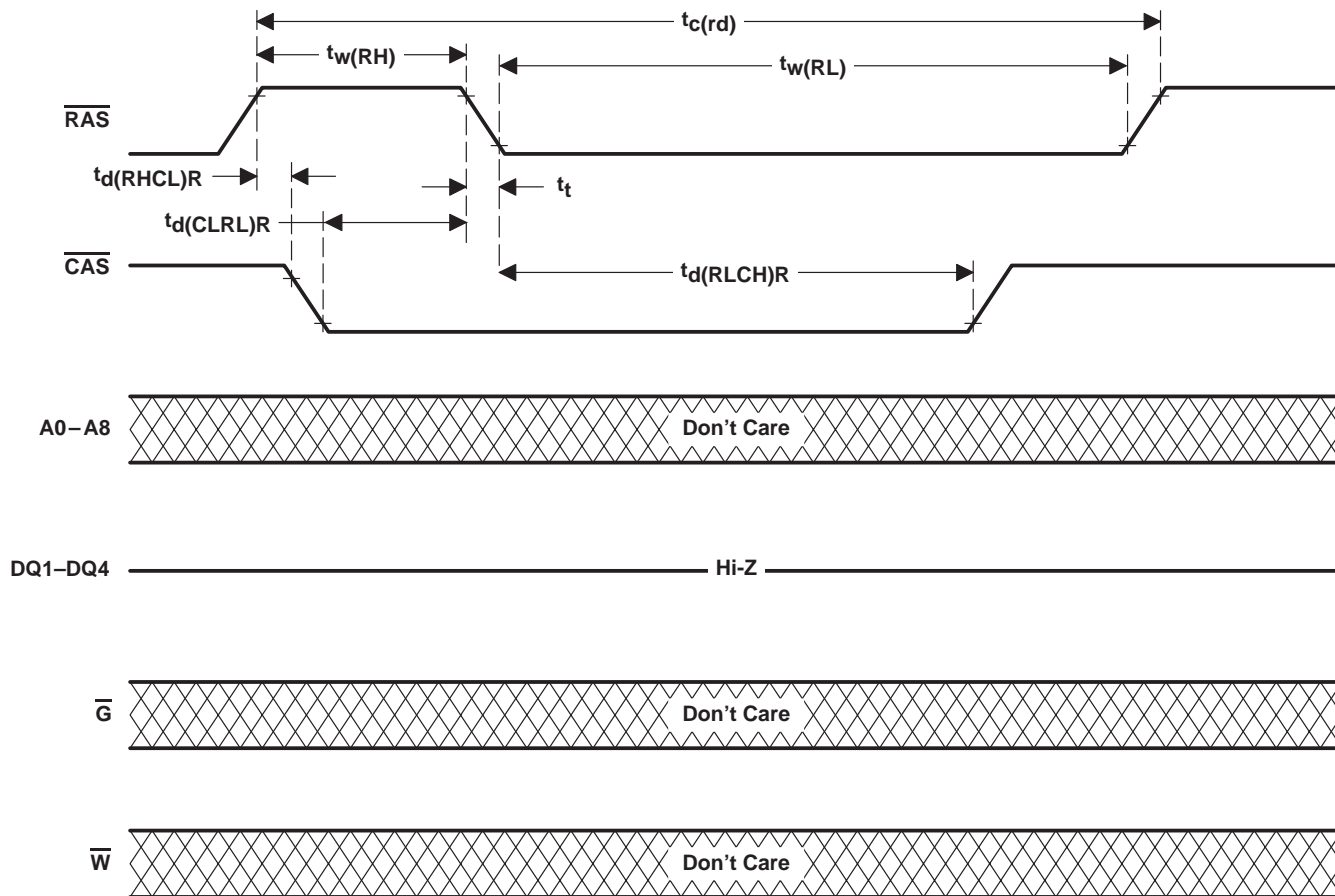 tc(rd)
tw(RH)
tw(RL)
RAS
td(RHCL)R
tt
td(CLRL)R
CAS
td(RLCH)R
A0–A8
Don't Care
DQ1–DQ4
Hi-Z
G
Don't Care
W
Don't Care